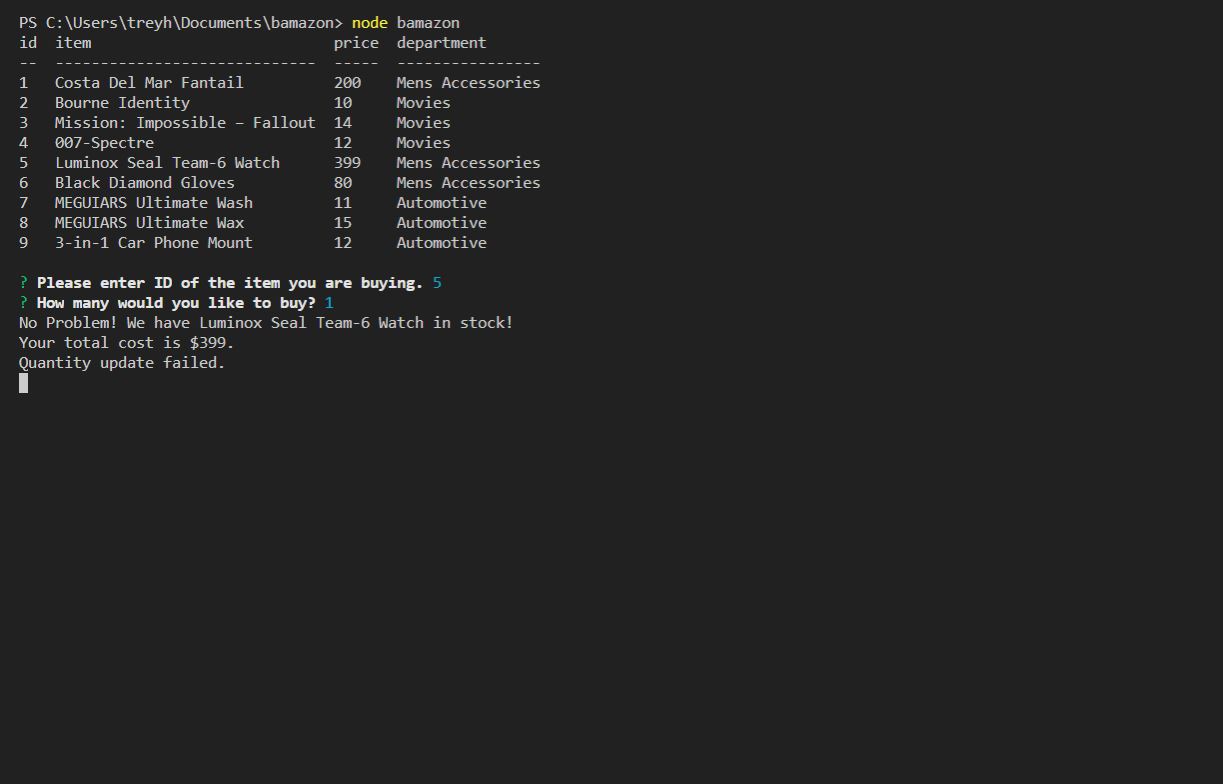 PS C:\Users\treyh\Documents\bamazon> node bamazon
id  item                           price  department
--  -----------------------------  -----  ----------------
1   Costa Del Mar Fantail          200    Mens Accessories
2   Bourne Identity                10     Movies
3   Mission: Impossible – Fallout  14     Movies
4   007-Spectre                    12     Movies
5   Luminox Seal Team-6 Watch      399    Mens Accessories
6   Black Diamond Gloves           80     Mens Accessories
7   MEGUIARS Ultimate Wash         11     Automotive
8   MEGUIARS Ultimate Wax          15     Automotive
9   3-in-1 Car Phone Mount         12     Automotive
? Please enter ID of the item you are buying. 5
? How many would you like to buy? 1
No Problem! We have Luminox Seal Team-6 Watch in stock!
Your total cost is $399.
Quantity update failed.